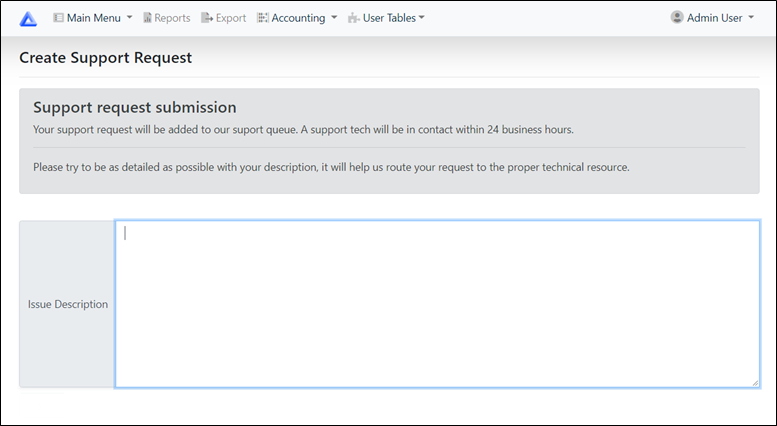 Main Menu Reports Export Accounting User Tables Admin User
Create Support Request
Support request submission
Your support request will be added to our suport queue. A support tech will be in contact within 24 business hours.
Please try to be as detailed as possible with your description, it will help us route your request to the proper technical resource.
Issue Description